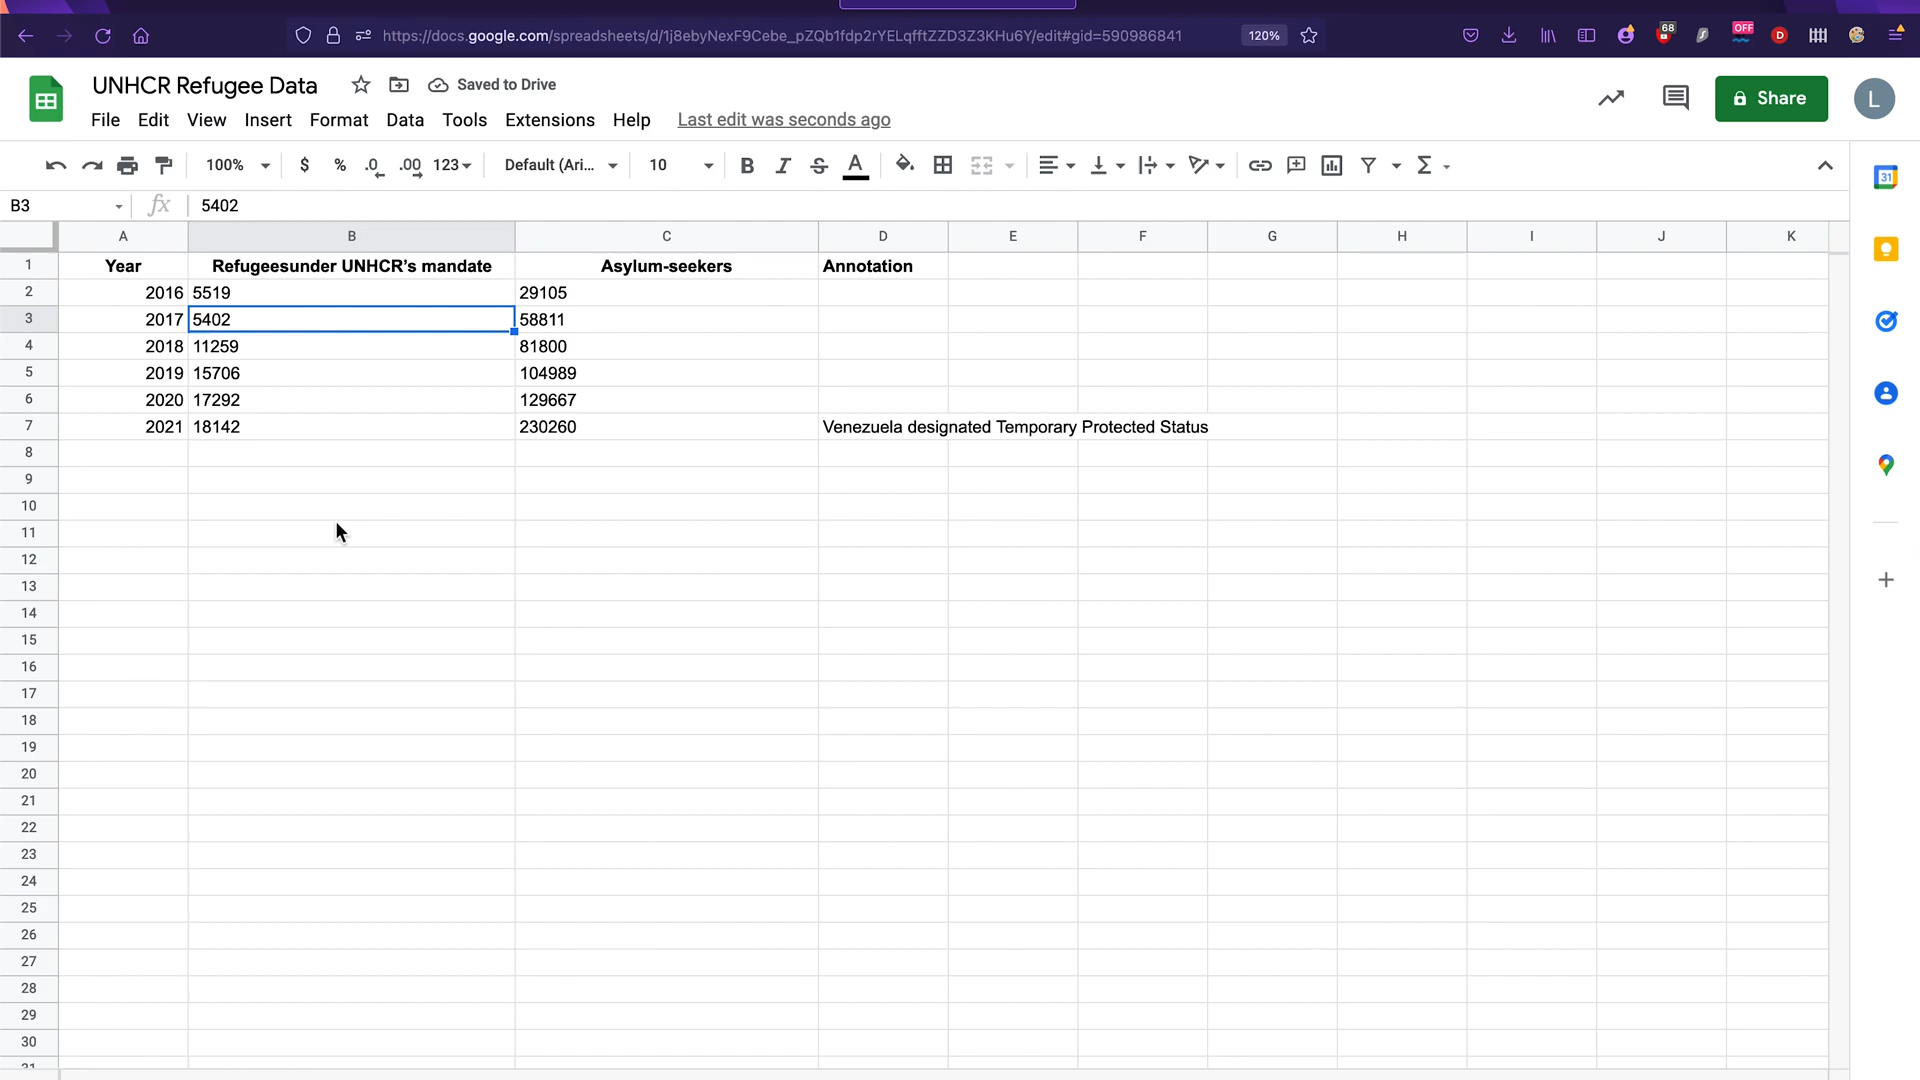 https://docs.google.com/spreadsheets/d/1j8ebyNexF9Cebe_pZQb1fdp2rYELqfftZZD3Z3KHu6Y/edit#gid=590986841 120% 68 OFF D
UNHCR Refugee Data Saved to Drive
Share L
File Edit View Insert Format Data Tools Extensions Help Last edit was seconds ago
100% $ % .0 .00 123 Default (Ari... 10 B I S A Σ
31
B3 fx 5402
A B C D E F G H I J K
1 Year Refugeesunder UNHCR’s mandate Asylum-seekers Annotation
2 2016 5519 29105
3 2017 5402 58811
4 2018 11259 81800
5 2019 15706 104989
6 2020 17292 129667
7 2021 18142 230260 Venezuela designated Temporary Protected Status
8
9
10
11
12
13
14
15
16
17
18
19
20
21
22
23
24
25
26
27
28
29
30
31